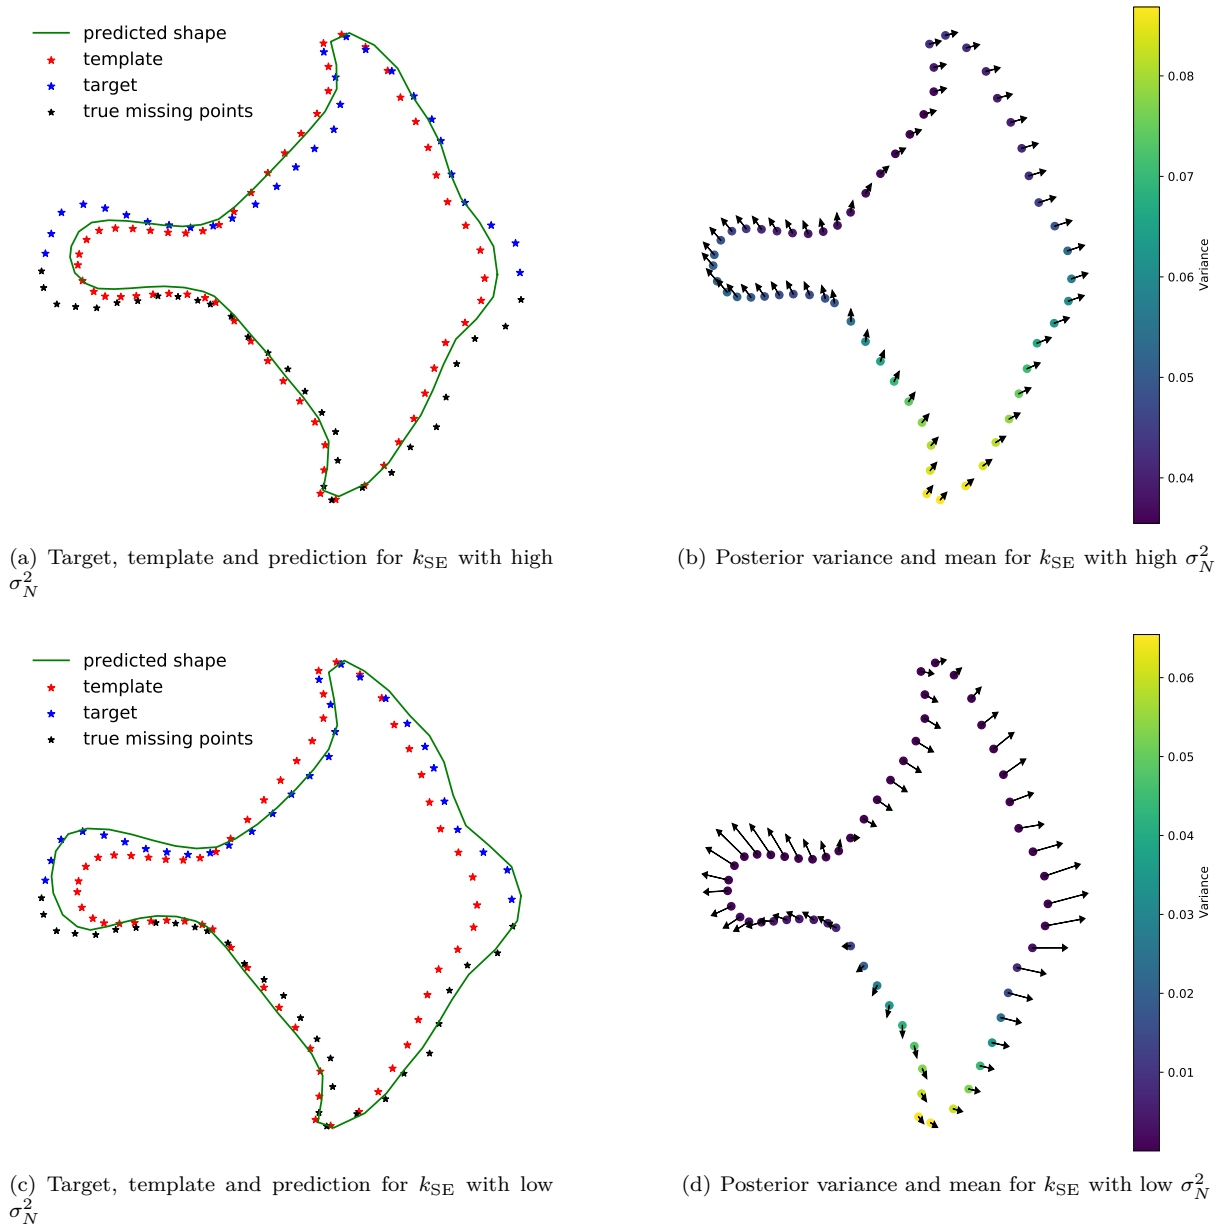 predicted shape
template
target
true missing points
0.08
0.07
0.06
0.05
0.04
Variance
(a) Target, template and prediction for k_SE with high
σ_N^2
(b) Posterior variance and mean for k_SE with high σ_N^2
predicted shape
template
target
true missing points
0.06
0.05
0.04
0.03
0.02
0.01
Variance
(c) Target, template and prediction for k_SE with low
σ_N^2
(d) Posterior variance and mean for k_SE with low σ_N^2